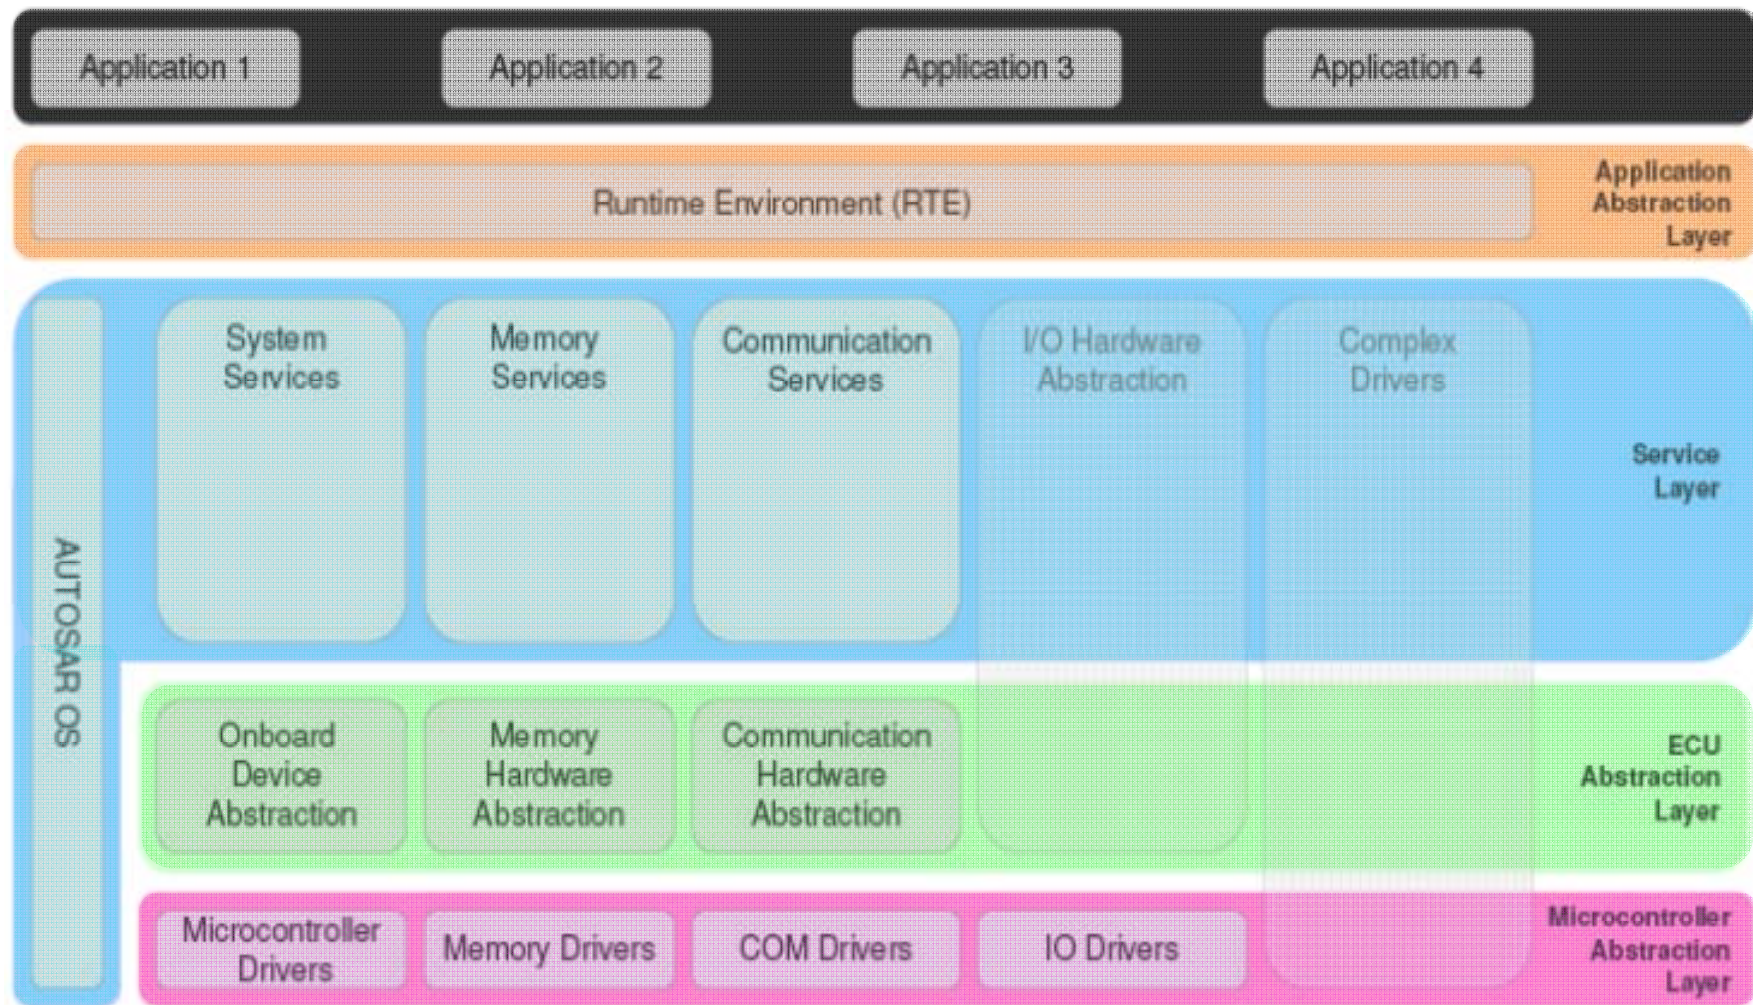 Application 1
Application 2
Application 3
Application 4
Runtime Environment (RTE)
Application
Abstraction
Layer
AUTOSAR OS
System
Services
Memory
Services
Communication
Services
I/O Hardware
Abstraction
Complex
Drivers
Service
Layer
Onboard
Device
Abstraction
Memory
Hardware
Abstraction
Communication
Hardware
Abstraction
ECU
Abstraction
Layer
Microcontroller
Drivers
Memory Drivers
COM Drivers
IO Drivers
Microcontroller
Abstraction
Layer